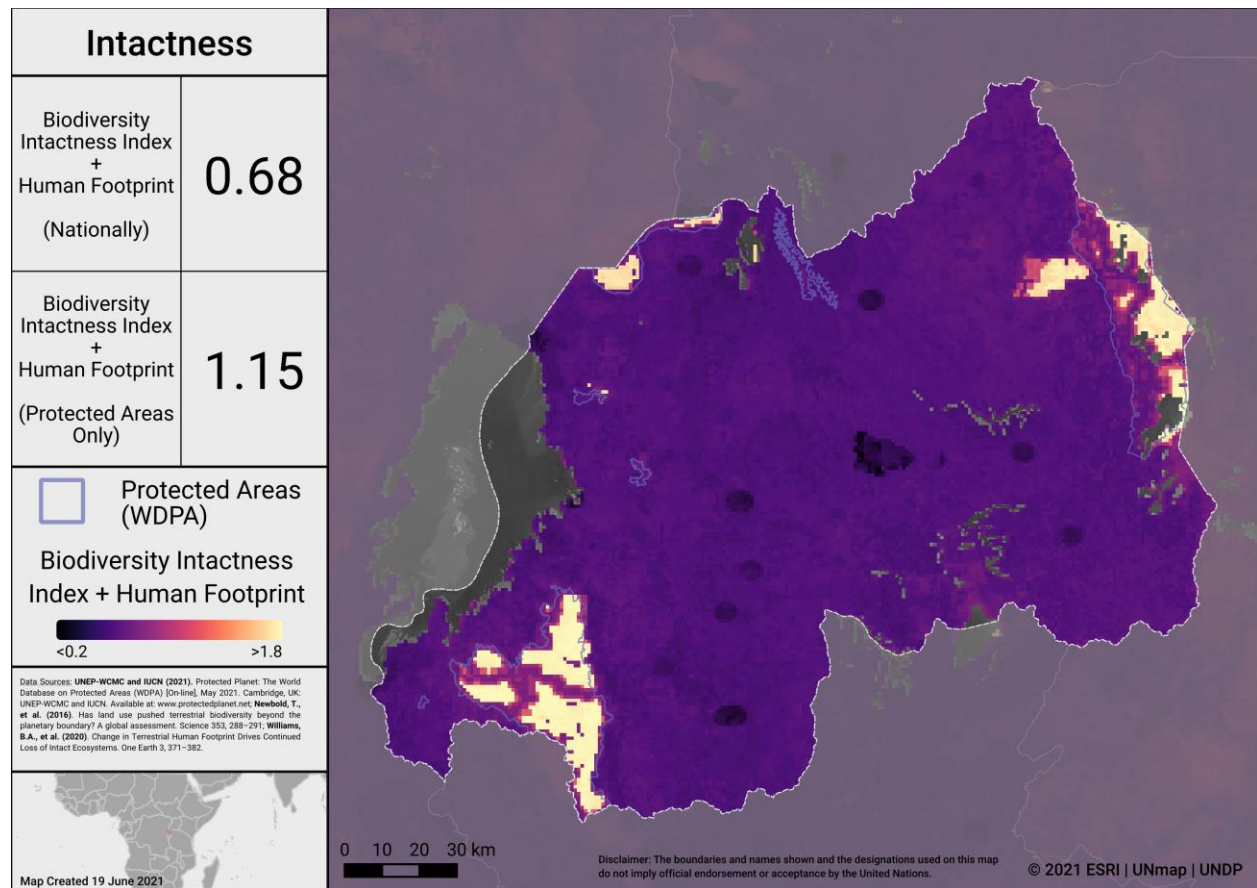 Intactness
Biodiversity
Intactness Index
+
Human Footprint
(Nationally)
0.68
Biodiversity
Intactness Index
+
Human Footprint
(Protected Areas
Only)
1.15
Protected Areas
(WDPA)
Biodiversity Intactness
Index + Human Footprint
<0.2
>1.8
Data Sources: UNEP-WCMC and IUCN (2021). Protected Planet: The World
Database on Protected Areas (WDPA) [On-line], May 2021. Cambridge, UK:
UNEP-WCMC and IUCN. Available at: www.protectedplanet.net; Newbold, T.,
et al. (2016). Has land use pushed terrestrial biodiversity beyond the
planetary boundary? A global assessment. Science 353, 288–291; Williams,
B.A., et al. (2020). Change in Terrestrial Human Footprint Drives Continued
Loss of Intact Ecosystems. One Earth 3, 371–382.
Map Created 19 June 2021
0 10 20 30 km
Disclaimer: The boundaries and names shown and the designations used on this map
do not imply official endorsement or acceptance by the United Nations.
© 2021 ESRI | UNmap | UNDP